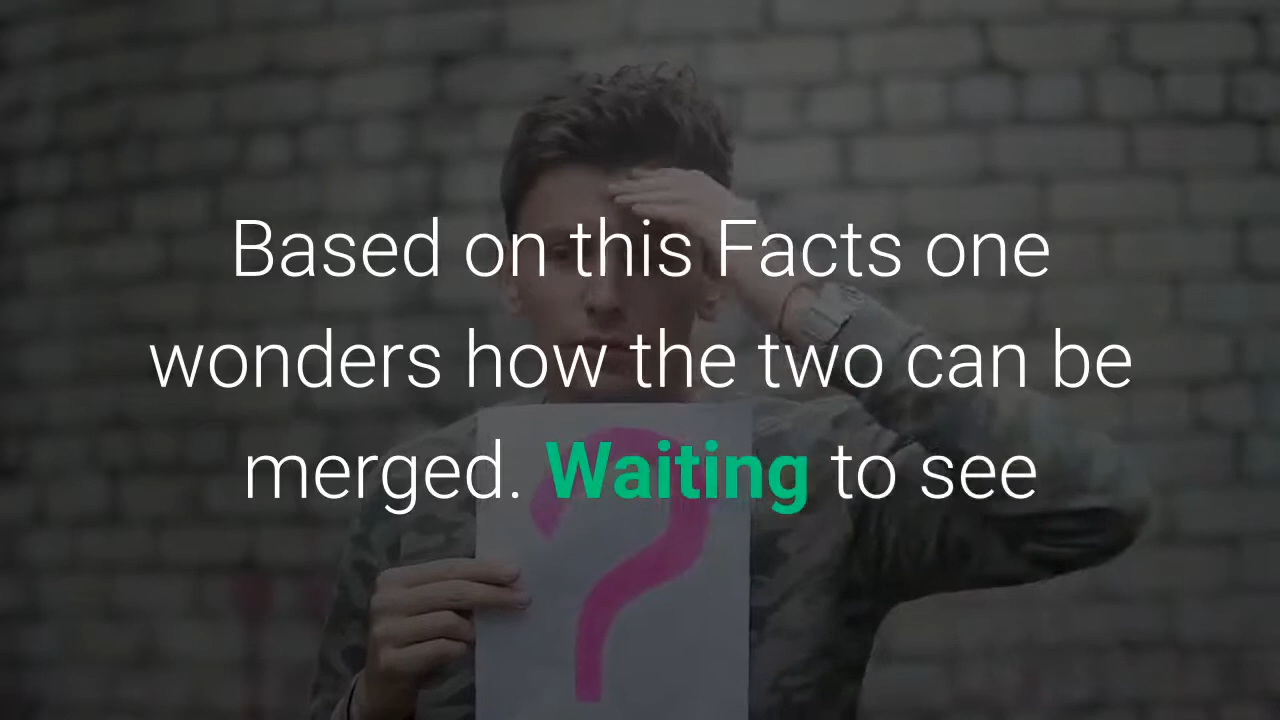 Based on this Facts one
wonders how the two can be
merged. Waiting to see
?